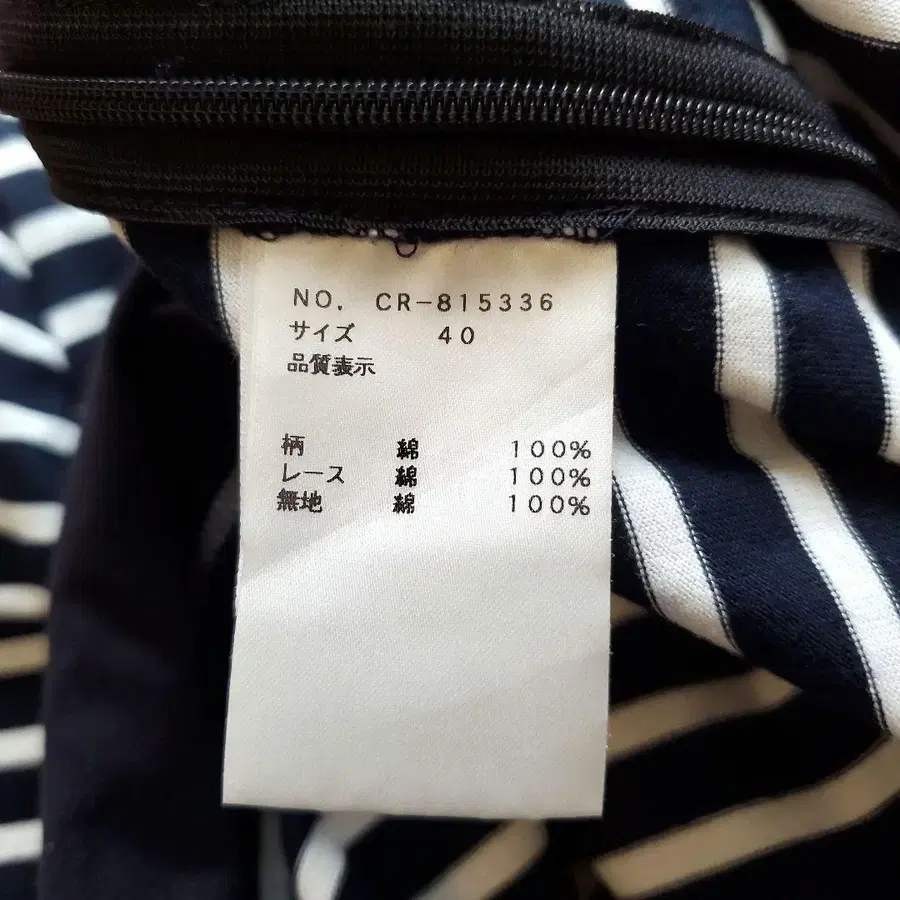 NO. CR-815336
サイズ 40
品質表示
柄 綿 100%
レース 綿 100%
無地 綿 100%